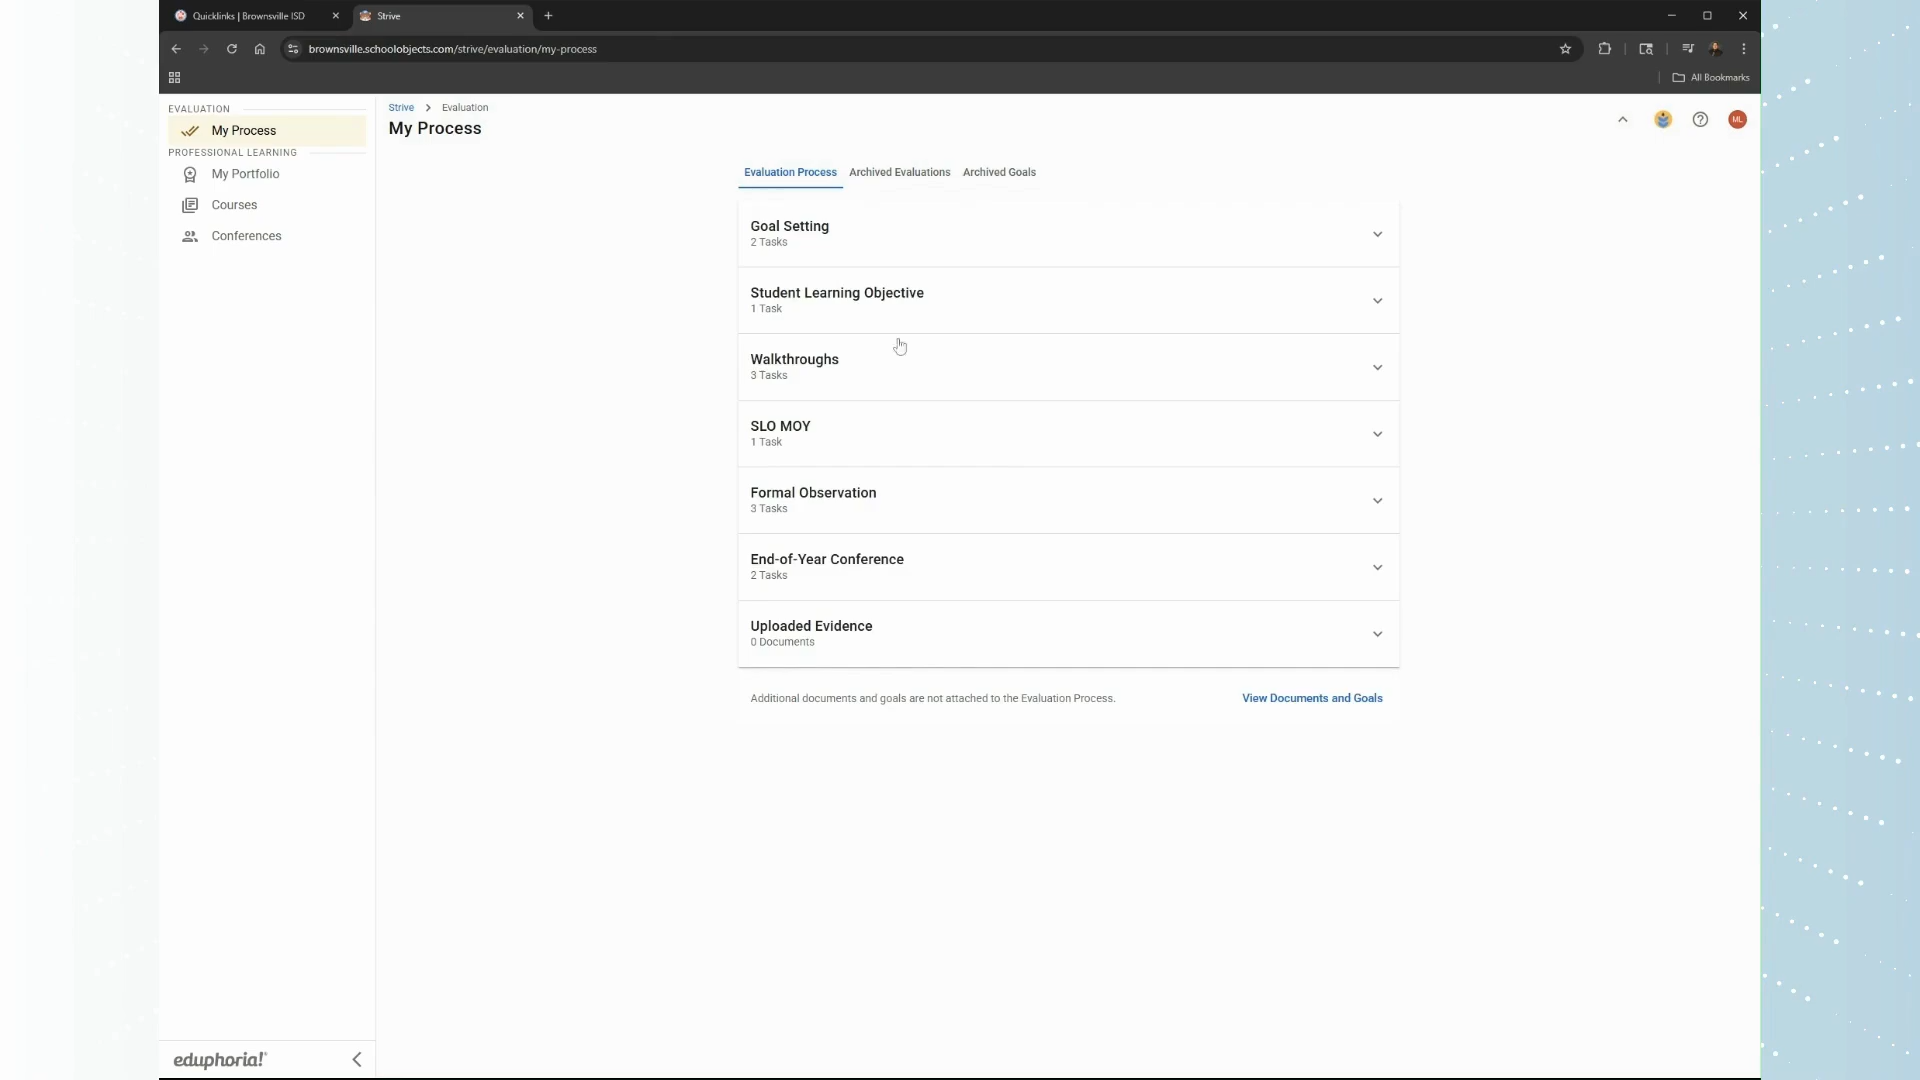 Quicklinks | Brownsville ISD
Strive
brownsville.schoolobjects.com/strive/evaluation/my-process
All Bookmarks
EVALUATION
My Process
PROFESSIONAL LEARNING
My Portfolio
Courses
Conferences
Strive > Evaluation
My Process
ML
Evaluation Process Archived Evaluations Archived Goals
Goal Setting
2 Tasks
Student Learning Objective
1 Task
Walkthroughs
3 Tasks
SLO MOY
1 Task
Formal Observation
3 Tasks
End-of-Year Conference
2 Tasks
Uploaded Evidence
0 Documents
Additional documents and goals are not attached to the Evaluation Process. View Documents and Goals
eduphoria!